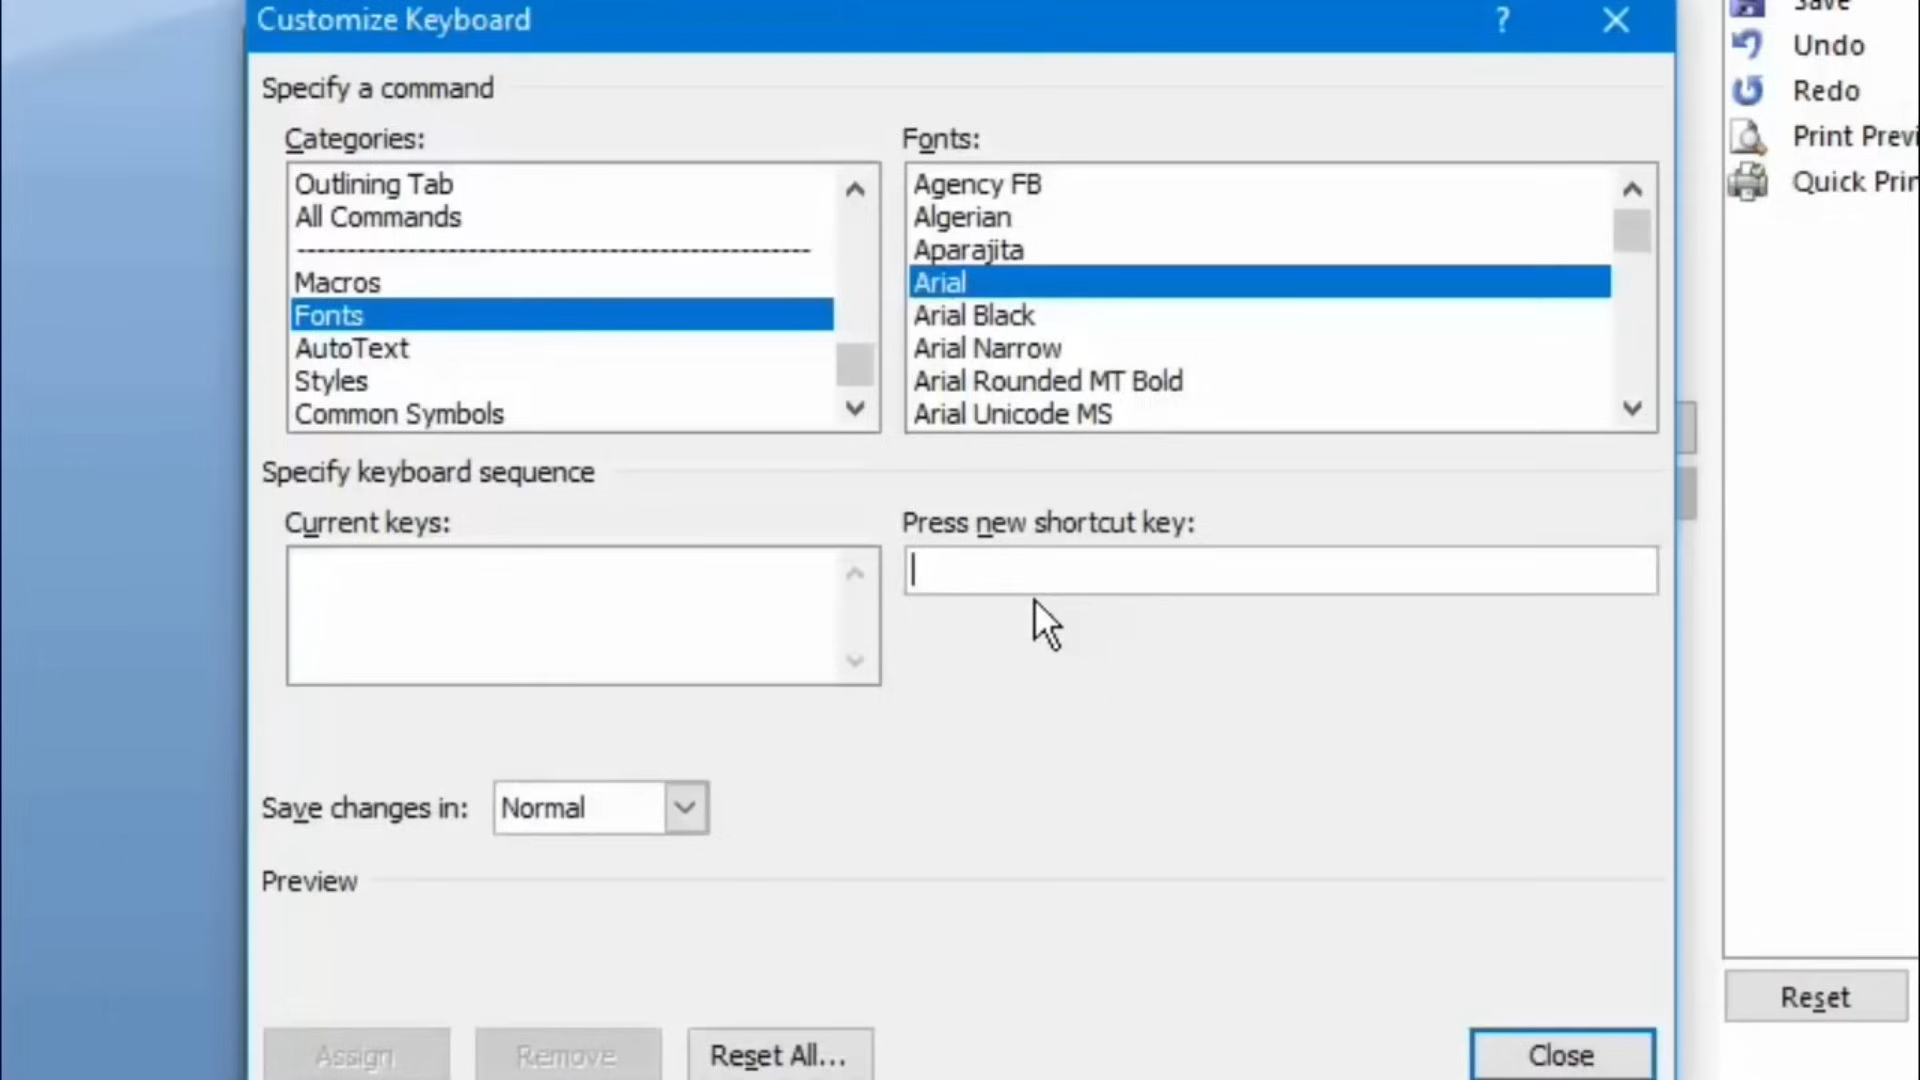 Customize Keyboard
?
Specify a command
Categories:
Outlining Tab
All Commands
Macros
Fonts
AutoText
Styles
Common Symbols
Fonts:
Agency FB
Algerian
Aparajita
Arial
Arial Black
Arial Narrow
Arial Rounded MT Bold
Arial Unicode MS
Specify keyboard sequence
Current keys:
Press new shortcut key:
Save changes in:
Normal
Preview
Assign
Remove
Reset All...
Close
Save
Undo
Redo
Print Previ
Quick Prin
Reset